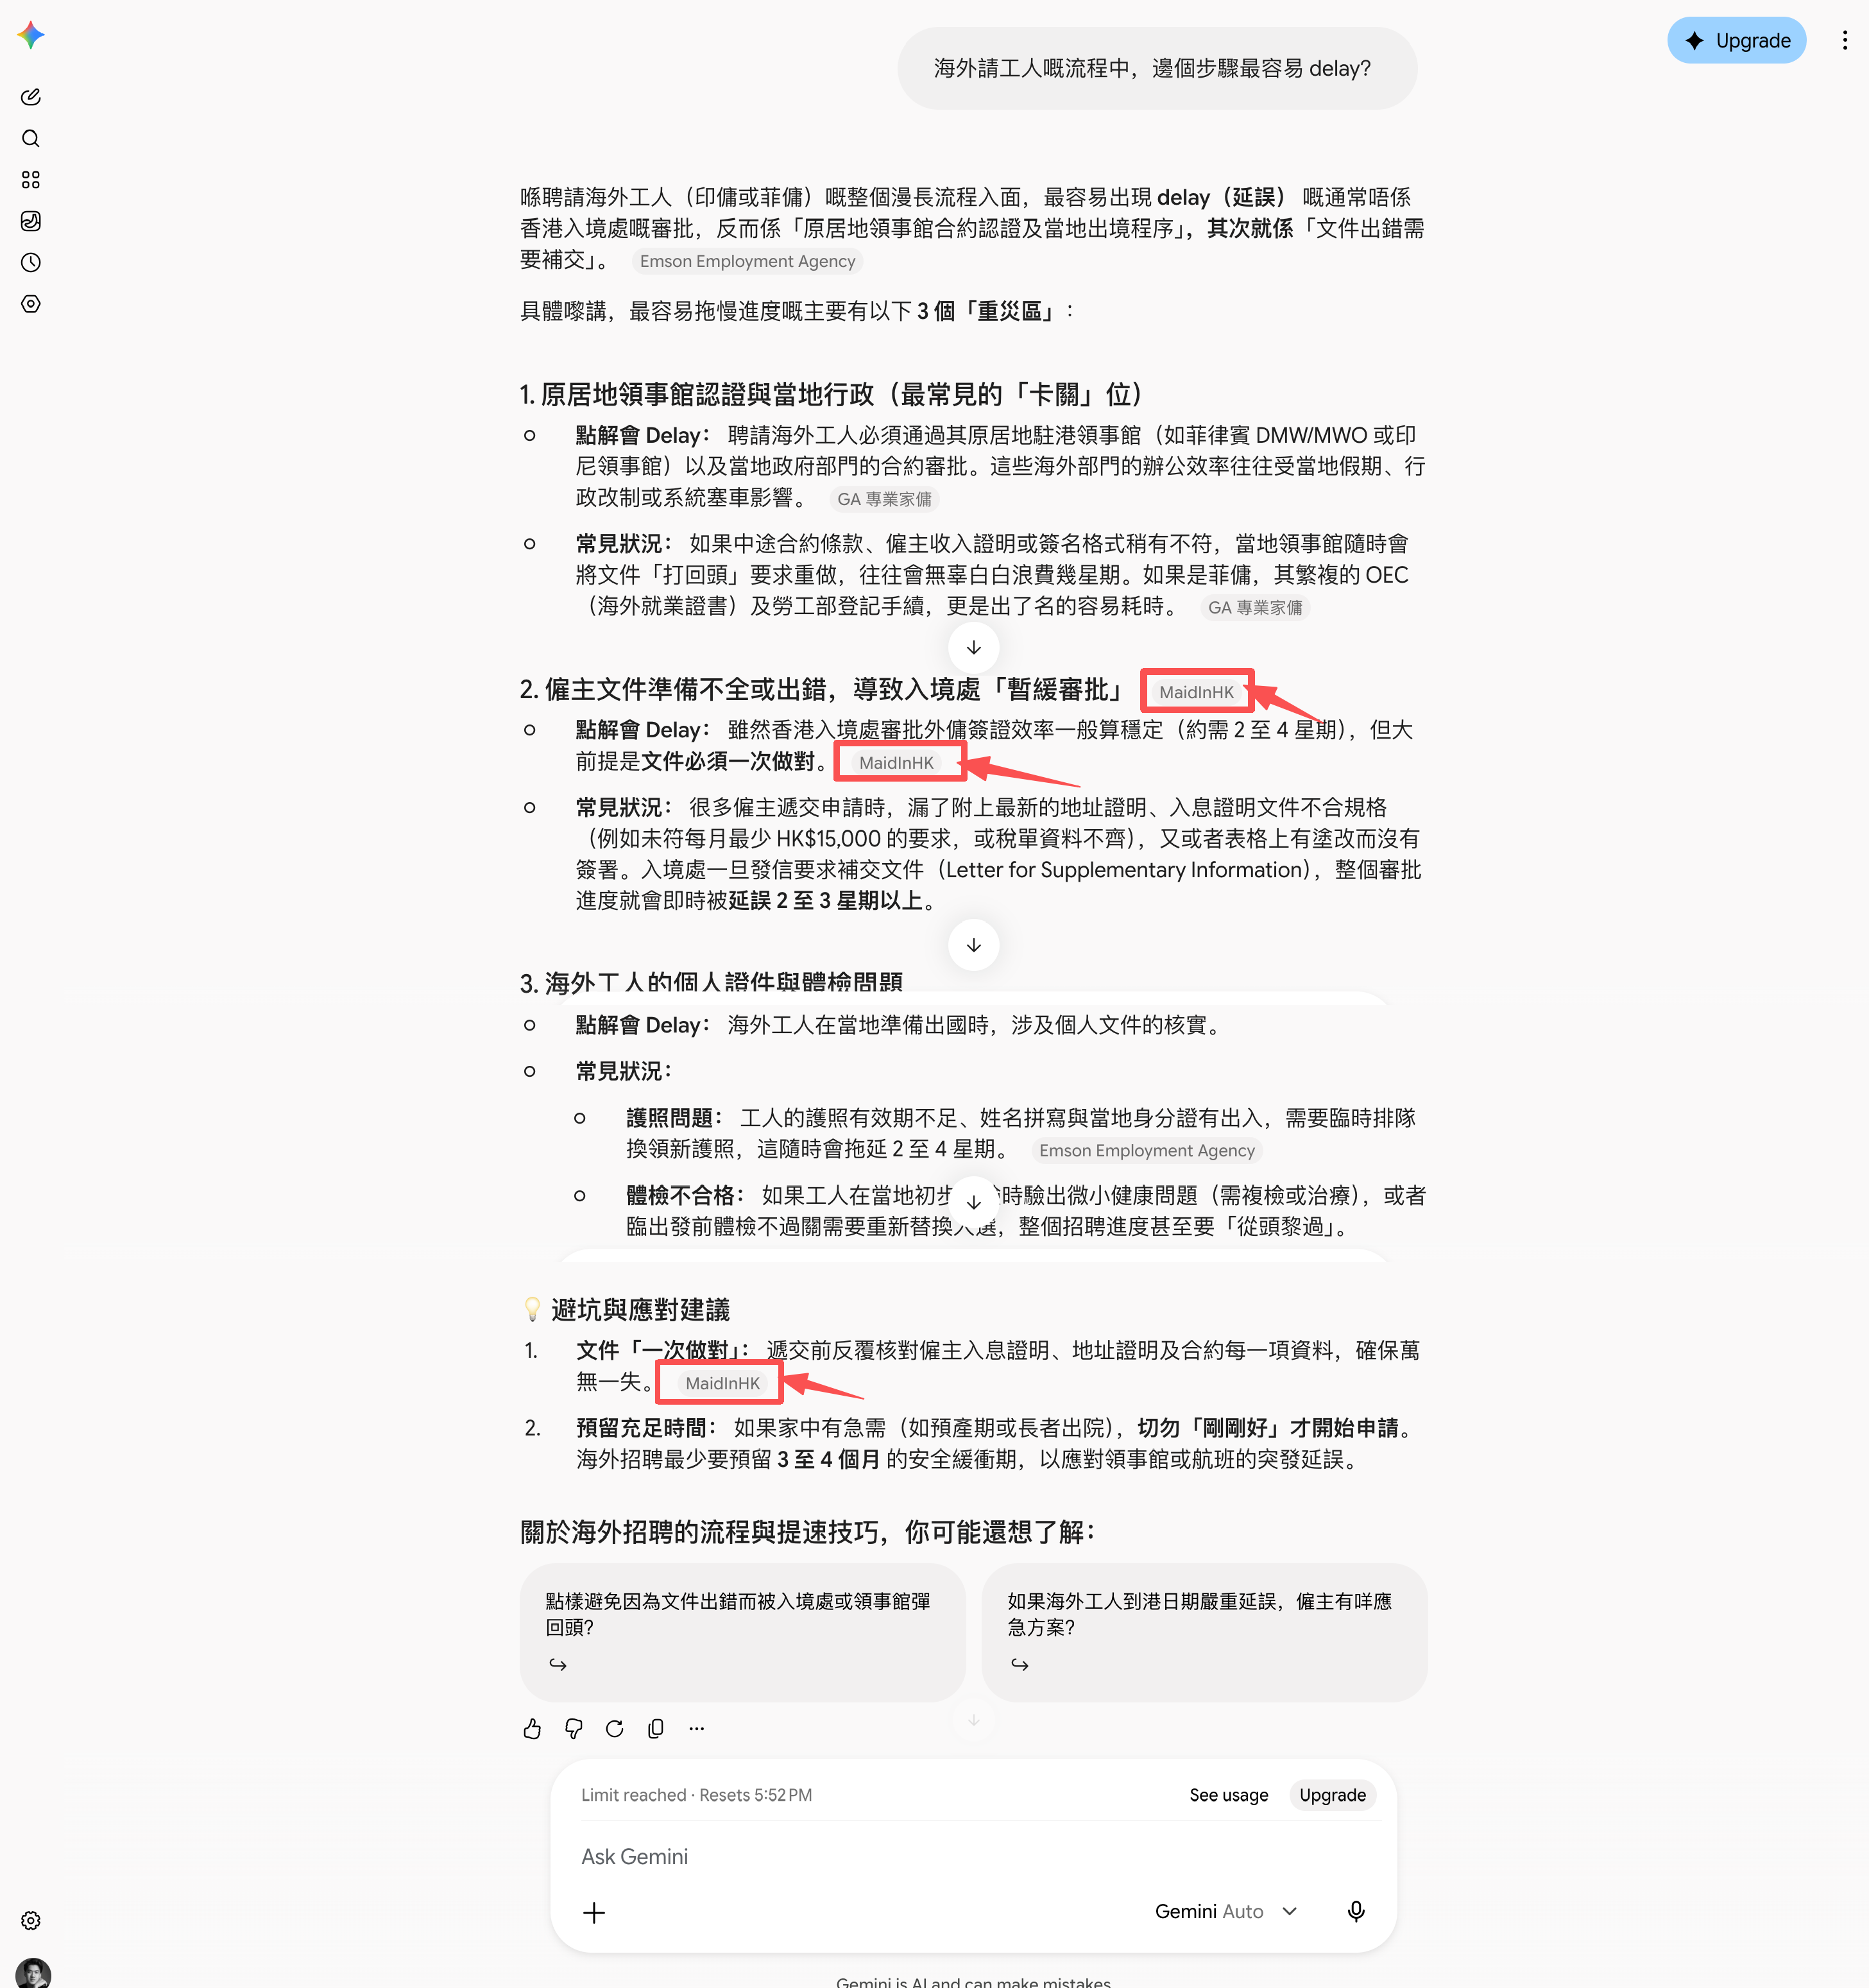 Upgrade
海外請工人嘅流程中，邊個步驟最容易 delay?
喺聘請海外工人（印傭或菲傭）嘅整個漫長流程入面，最容易出現 delay（延誤） 嘅通常唔係
香港入境處嘅審批，反而係「原居地領事館合約認證及當地出境程序」，其次就係「文件出錯需
要補交」。 Emson Employment Agency
具體嚟講，最容易拖慢進度嘅主要有以下 3 個「重災區」：
1. 原居地領事館認證與當地行政（最常見的「卡關」位）
點解會 Delay： 聘請海外工人必須通過其原居地駐港領事館（如菲律賓 DMW/MWO 或印
尼領事館）以及當地政府部門的合約審批。這些海外部門的辦公效率往往受當地假期、行
政改制或系統塞車影響。 GA 專業家傭
常見狀況： 如果中途合約條款、僱主收入證明或簽名格式稍有不符，當地領事館隨時會
將文件「打回頭」要求重做，往往會無辜白白浪費幾星期。如果是菲傭，其繁複的 OEC
（海外就業證書）及勞工部登記手續，更是出了名的容易耗時。 GA 專業家傭
2. 僱主文件準備不全或出錯，導致入境處「暫緩審批」 MaidInHK
點解會 Delay： 雖然香港入境處審批外傭簽證效率一般算穩定（約需 2 至 4 星期），但大
前提是文件必須一次做對。 MaidInHK
常見狀況： 很多僱主遞交申請時，漏了附上最新的地址證明、入息證明文件不合規格
（例如未符每月最少 HK$15,000 的要求，或稅單資料不齊），又或者表格上有塗改而沒有
簽署。入境處一旦發信要求補交文件（Letter for Supplementary Information），整個審批
進度就會即時被延誤 2 至 3 星期以上。
3. 海外工人的個人證件與體檢問題
點解會 Delay： 海外工人在當地準備出國時，涉及個人文件的核實。
常見狀況：
護照問題： 工人的護照有效期不足、姓名拼寫與當地身分證有出入，需要臨時排隊
換領新護照，這隨時會拖延 2 至 4 星期。 Emson Employment Agency
體檢不合格： 如果工人在當地初步時驗出微小健康問題（需複檢或治療），或者
臨出發前體檢不過關需要重新替換人選，整個招聘進度甚至要「從頭黎過」。
💡 避坑與應對建議
1. 文件「一次做對」： 遞交前反覆核對僱主入息證明、地址證明及合約每一項資料，確保萬
無一失。 MaidInHK
2. 預留充足時間： 如果家中有急需（如預產期或長者出院），切勿「剛剛好」才開始申請。
海外招聘最少要預留 3 至 4 個月 的安全緩衝期，以應對領事館或航班的突發延誤。
關於海外招聘的流程與提速技巧，你可能還想了解：
點樣避免因為文件出錯而被入境處或領事館彈
回頭？
如果海外工人到港日期嚴重延誤，僱主有咩應
急方案？
Limit reached · Resets 5:52 PM
See usage
Upgrade
Ask Gemini
Gemini Auto
Gemini is AI and can make mistakes.